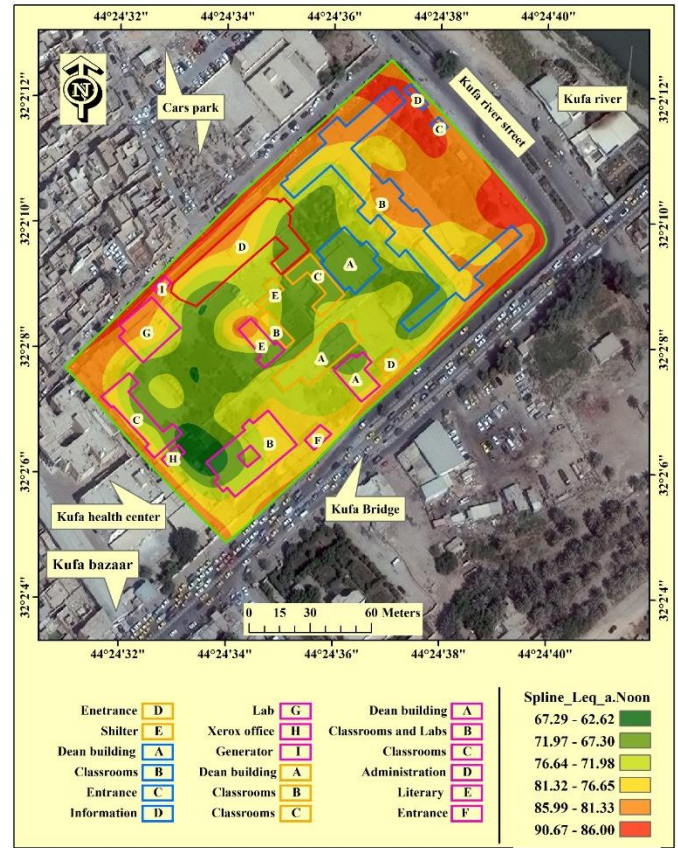 44°24'32'' 44°24'34'' 44°24'36'' 44°24'38'' 44°24'40''
32°2'12'' 32°2'12''
N
Cars park
Kufa river street
Kufa river
D
C
32°2'10'' 32°2'10''
B
D
A
C
I
E
32°2'8'' 32°2'8''
G
B
E
A
D
A
C
B
F
H
32°2'6'' 32°2'6''
Kufa health center
Kufa Bridge
Kufa bazaar
32°2'4'' 32°2'4''
0 15 30 60 Meters
44°24'32'' 44°24'34'' 44°24'36'' 44°24'38'' 44°24'40''
Enetrance D
Shilter E
Dean building A
Classrooms B
Entrance C
Information D
Lab G
Xerox office H
Generator I
Dean building A
Classrooms B
Classrooms C
Dean building A
Classrooms and Labs B
Classrooms C
Administration D
Literary E
Entrance F
Spline_Leq_a.Noon
67.29 - 62.62
71.97 - 67.30
76.64 - 71.98
81.32 - 76.65
85.99 - 81.33
90.67 - 86.00